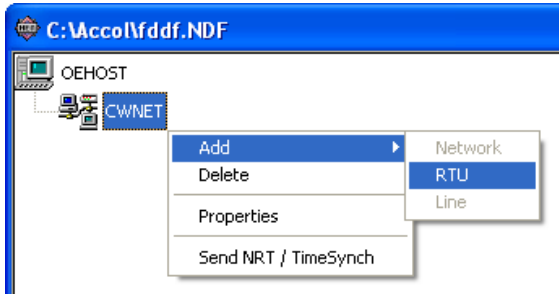 C:\Accol\fddf.NDF
OEHOST
CWNET
Add
Network
Delete
RTU
Line
Properties
Send NRT / TimeSynch